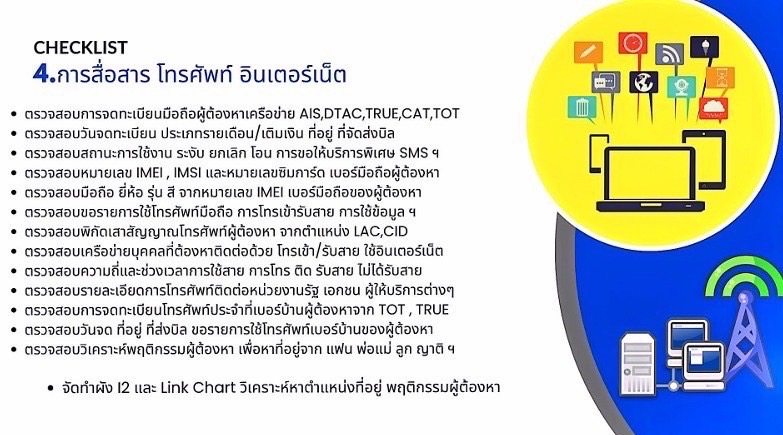 CHECKLIST
4.การสื่อสาร โทรศัพท์ อินเตอร์เน็ต
• ตรวจสอบการจดทะเบียนมือถือผู้ต้องหาเครือข่าย AIS,DTAC,TRUE,CAT,TOT
• ตรวจสอบวันจดทะเบียน ประเภทรายเดือน/เติมเงิน ที่อยู่ ที่จัดส่งบิล
• ตรวจสอบสถานะการใช้งาน ระงับ ยกเลิก โอน การขอให้บริการพิเศษ SMS ฯ
• ตรวจสอบหมายเลข IMEI , IMSI และหมายเลขซิมการ์ด เบอร์มือถือผู้ต้องหา
• ตรวจสอบมือถือ ยี่ห้อ รุ่น สี จากหมายเลข IMEI เบอร์มือถือของผู้ต้องหา
• ตรวจสอบขอรายการใช้โทรศัพท์มือถือ การโทรเข้ารับสาย การใช้ข้อมูล ฯ
• ตรวจสอบพิกัดเสาสัญญาณโทรศัพท์ผู้ต้องหา จากตำแหน่ง LAC,CID
• ตรวจสอบเครือข่ายบุคคลที่ต้องหาติดต่อด้วย โทรเข้า/รับสาย ใช้อินเตอร์เน็ต
• ตรวจสอบความถี่และช่วงเวลาการใช้สาย การโทร ติด รับสาย ไม่ได้รับสาย
• ตรวจสอบรายละเอียดการโทรศัพท์ติดต่อหน่วยงานรัฐ เอกชน ผู้ให้บริการต่างๆ
• ตรวจสอบการจดทะเบียนโทรศัพท์ประจำที่เบอร์บ้านผู้ต้องหาจาก TOT , TRUE
• ตรวจสอบวันจด ที่อยู่ ที่ส่งบิล ขอรายการใช้โทรศัพท์เบอร์บ้านของผู้ต้องหา
• ตรวจสอบวิเคราะห์พฤติกรรมผู้ต้องหา เพื่อหาที่อยู่จาก แฟน พ่อแม่ ลูก ญาติ ฯ
• จัดทำผัง I2 และ Link Chart วิเคราะห์หาตำแหน่งที่อยู่ พฤติกรรมผู้ต้องหา